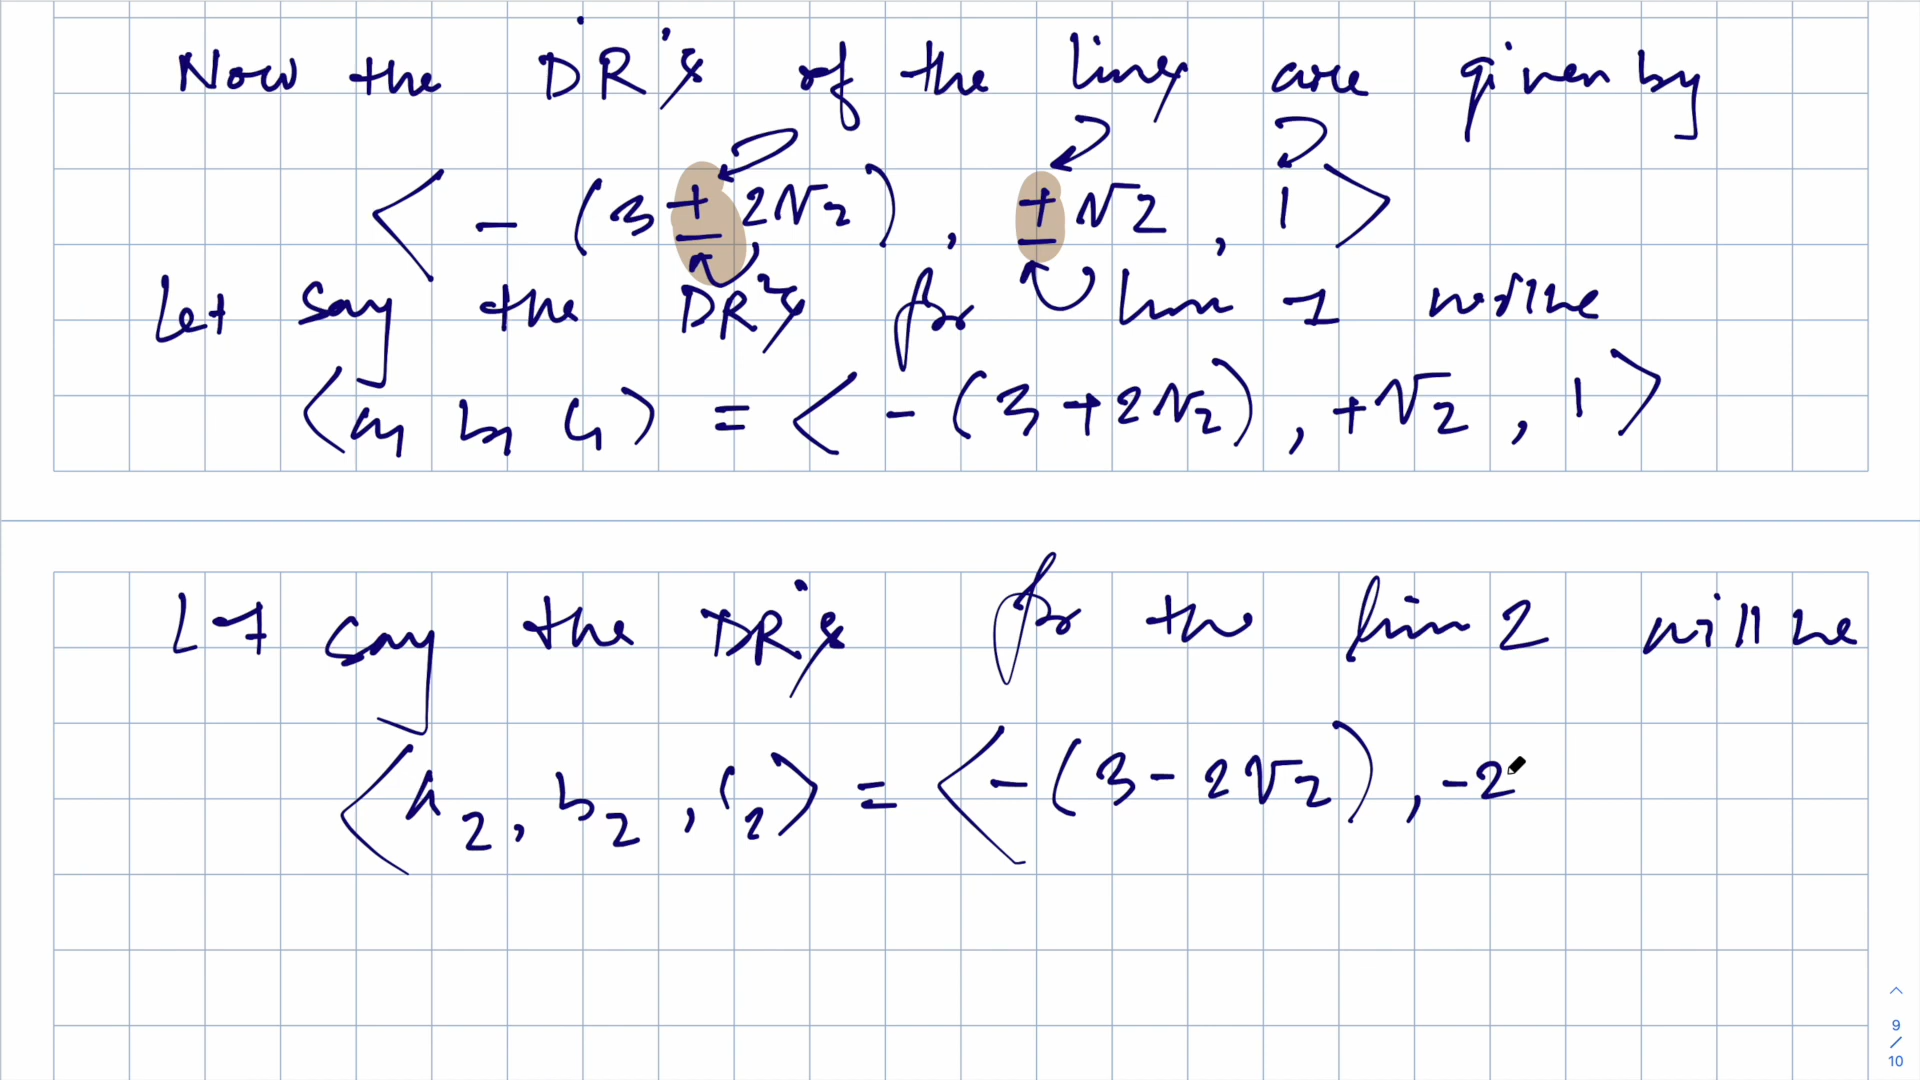 Now the DR's of the lines are given by
< - (3 ± 2√2) , ± √2 , 1 >
Let say the DR's for line 1 will be
<a1 b1 c1> = < - (3 + 2√2) , +√2 , 1 >
Let say the DR's for the line 2 will be
<a2, b2, c2> = < - (3 - 2√2) , -2
9
/
10